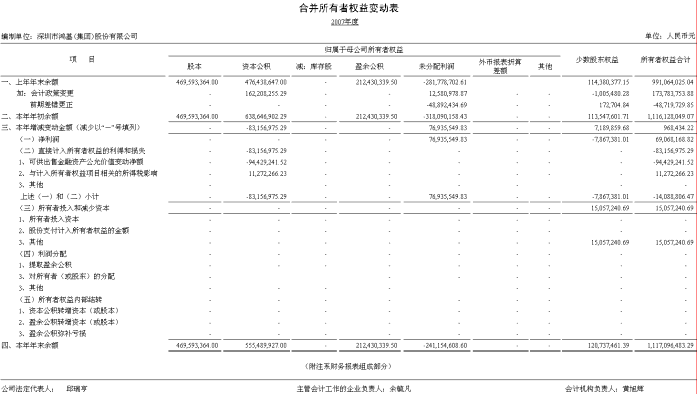 合并所有者权益变动表
2007年度
编制单位：深圳市鸿基(集团)股份有限公司 单位：人民币元
项 目 归属于母公司所有者权益 少数股东权益 所有者权益合计
股本 资本公积 减：库存股 盈余公积 未分配利润 外币报表折算差额 其他
一、上年年末余额 469,593,364.00 476,438,647.00 - 212,430,339.50 -281,778,702.61 - - 114,380,377.15 991,064,025.04
加：会计政策变更 - 162,208,255.29 - - 12,580,978.87 - - -1,005,480.28 173,783,753.88
前期差错更正 - - - - -48,892,434.69 - - 172,704.84 -48,719,729.85
二、本年年初余额 469,593,364.00 638,646,902.29 - 212,430,339.50 -318,090,158.43 - - 113,547,601.71 1,116,128,049.07
三、本年增减变动金额（减少以"－"号填列） - -83,156,975.29 - - 76,935,549.83 - - 7,189,859.68 968,434.22
（一）净利润 - - - - 76,935,549.83 - - -7,867,381.01 69,068,168.82
（二）直接计入所有者权益的利得和损失 - -83,156,975.29 - - - - - - -83,156,975.29
1、可供出售金融资产公允价值变动净额 - -94,429,241.52 - - - - - - -94,429,241.52
2、与计入所有者权益项目相关的所得税影响 - 11,272,266.23 - - - - - - 11,272,266.23
3、其他 - - - - - - - - -
上述（一）和（二）小计 - -83,156,975.29 - - 76,935,549.83 - - -7,867,381.01 -14,088,806.47
（三）所有者投入和减少资本 - - - - - - - 15,057,240.69 15,057,240.69
1、所有者投入资本 - - - - - - - - -
2、股份支付计入所有者权益的金额 - - - - - - - - -
3、其他 - - - - - - - 15,057,240.69 15,057,240.69
（四）利润分配 - - - - - - - - -
1、提取盈余公积 - - - - - - - - -
3、对所有者（或股东）的分配 - - - - - - - - -
3、其他 - - - - - - - - -
（五）所有者权益内部结转 - - - - - - - - -
1、资本公积转增资本（或股本） - - - - - - - - -
2、盈余公积转增资本（或股本） - - - - - - - - -
3、盈余公积弥补亏损 - - - - - - - - -
四、本年年末余额 469,593,364.00 555,489,927.00 - 212,430,339.50 -241,154,608.60 - - 120,737,461.39 1,117,096,483.29
（附注系财务报表组成部分）
公司法定代表人： 邱瑞亨 主管会计工作的企业负责人：余毓凡 会计机构负责人：黄旭辉